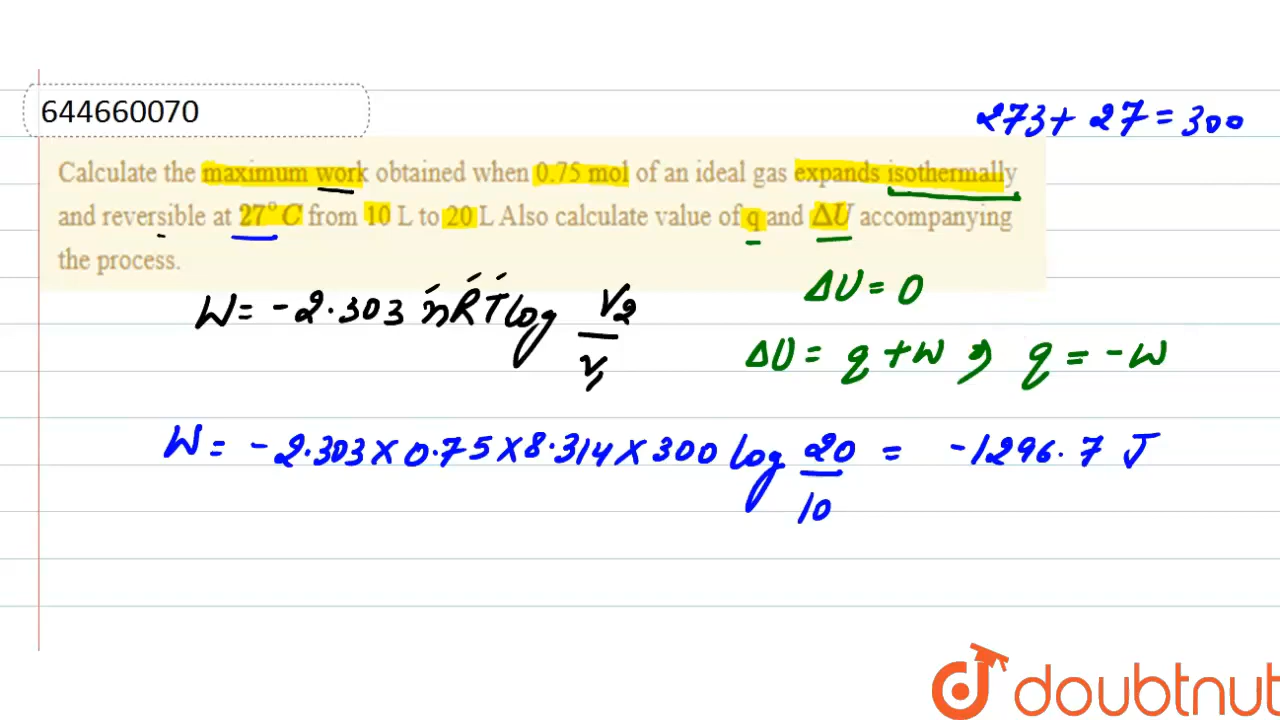 644660070
273 + 27 = 300
Calculate the maximum work obtained when 0.75 mol of an ideal gas expands isothermally
and reversible at 27°C from 10 L to 20 L Also calculate value of q and ΔU accompanying
the process.
ΔU = 0
W = -2.303 nRT log V2/V1
ΔU = q + W ⇒ q = -W
W = -2.303 × 0.75 × 8.314 × 300 log 20/10 = -1296.7 J
doubtnut